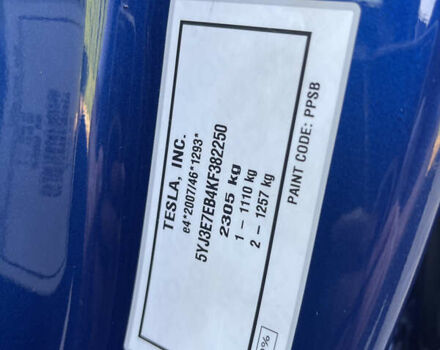 TESLA, INC.
e4*2007/46*1293*
5YJ3E7EB4KF382250
2305 kg
1 – 1110 kg
2 – 1257 kg
PAINT CODE: PPSB
%